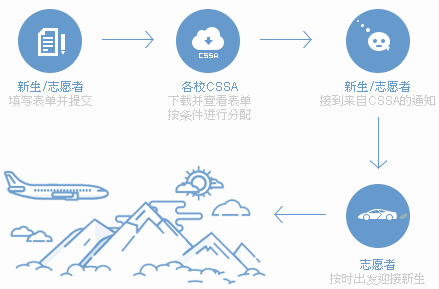 新生/志愿者
填写表单并提交
CSSA
各校CSSA
下载并查看表单
按条件进行分配
新生/志愿者
接到来自CSSA的通知
志愿者
按时出发迎接新生